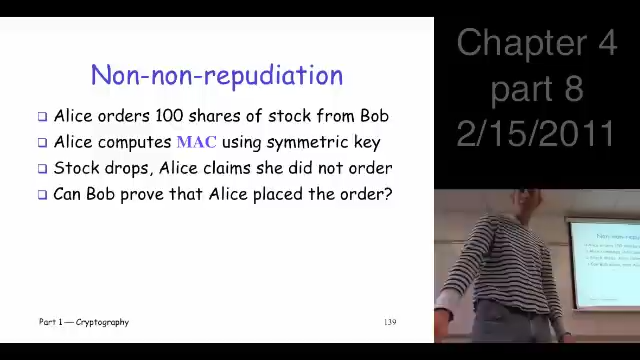 Non-non-repudiation
Alice orders 100 shares of stock from Bob
Alice computes MAC using symmetric key
Stock drops, Alice claims she did not order
Can Bob prove that Alice placed the order?
Part 1 — Cryptography
139
Chapter 4
part 8
2/15/2011